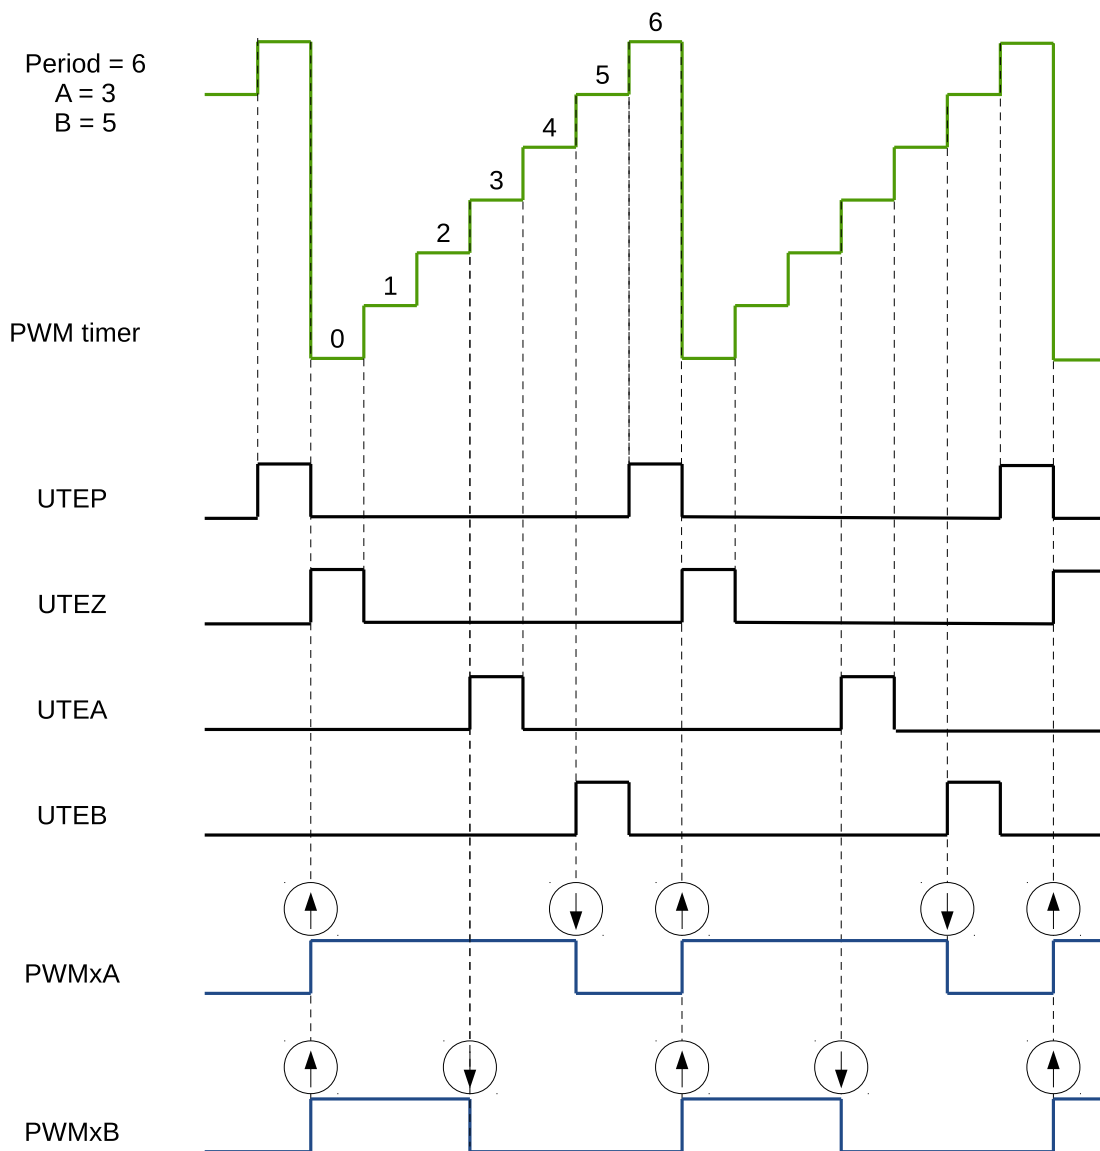 6
Period = 6
A = 3
B = 5
5
4
3
2
1
0
PWM timer
UTEP
UTEZ
UTEA
UTEB
PWMxA
PWMxB